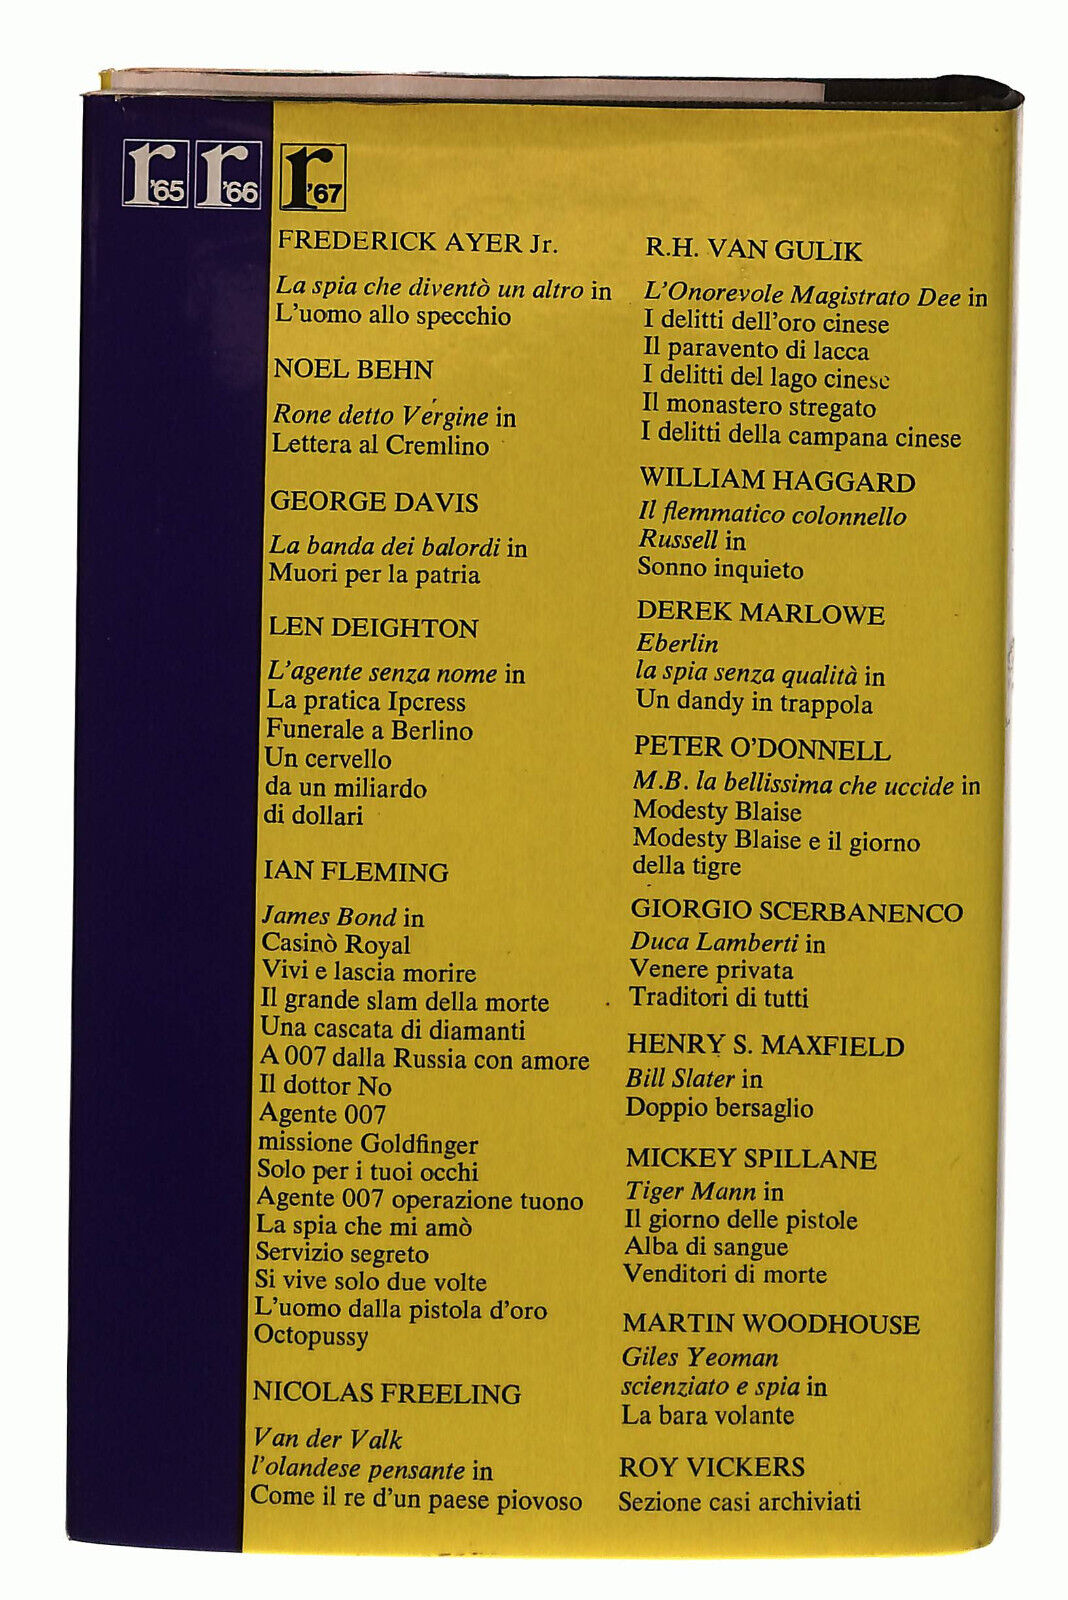 r'65 r'66 r'67
FREDERICK AYER Jr.
La spia che diventò un altro in
L'uomo allo specchio
NOEL BEHN
Rone detto Vergine in
Lettera al Cremlino
GEORGE DAVIS
La banda dei balordi in
Muori per la patria
LEN DEIGHTON
L'agente senza nome in
La pratica Ipcress
Funerale a Berlino
Un cervello
da un miliardo
di dollari
IAN FLEMING
James Bond in
Casinò Royal
Vivi e lascia morire
Il grande slam della morte
Una cascata di diamanti
A 007 dalla Russia con amore
Il dottor No
Agente 007
missione Goldfinger
Solo per i tuoi occhi
Agente 007 operazione tuono
La spia che mi amò
Servizio segreto
Si vive solo due volte
L'uomo dalla pistola d'oro
Octopussy
NICOLAS FREELING
Van der Valk
l'olandese pensante in
Come il re d'un paese piovoso
R.H. VAN GULIK
L'Onorevole Magistrato Dee in
I delitti dell'oro cinese
Il paravento di lacca
I delitti del lago cinese
Il monastero stregato
I delitti della campana cinese
WILLIAM HAGGARD
Il flemmatico colonnello
Russell in
Sonno inquieto
DEREK MARLOWE
Eberlin
la spia senza qualità in
Un dandy in trappola
PETER O'DONNELL
M.B. la bellissima che uccide in
Modesty Blaise
Modesty Blaise e il giorno
della tigre
GIORGIO SCERBANENCO
Duca Lamberti in
Venere privata
Traditori di tutti
HENRY S. MAXFIELD
Bill Slater in
Doppio bersaglio
MICKEY SPILLANE
Tiger Mann in
Il giorno delle pistole
Alba di sangue
Venditori di morte
MARTIN WOODHOUSE
Giles Yeoman
scienziato e spia in
La bara volante
ROY VICKERS
Sezione casi archiviati